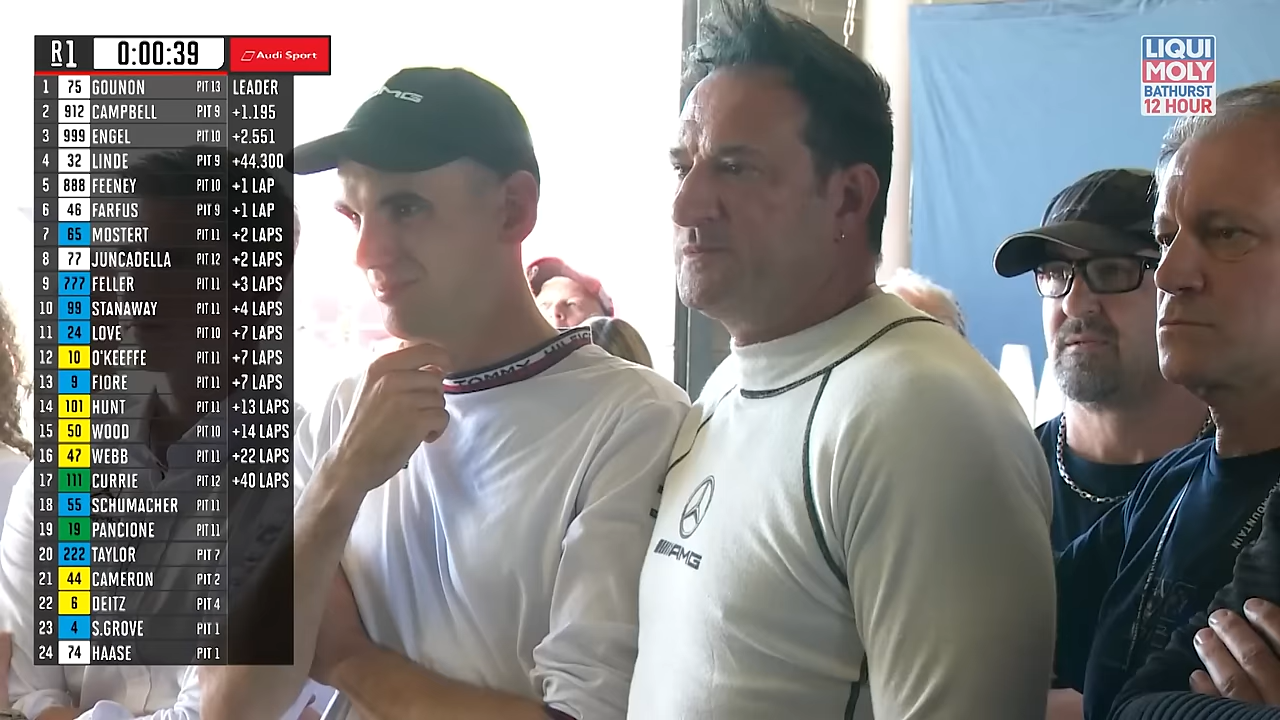 R1 0:00:39 Audi Sport
1 75 GOUNON PIT 13 LEADER
2 912 CAMPBELL PIT 9 +1.195
3 999 ENGEL PIT 10 +2.551
4 32 LINDE PIT 9 +44.300
5 888 FEENEY PIT 10 +1 LAP
6 46 FARFUS PIT 9 +1 LAP
7 65 MOSTERT PIT 11 +2 LAPS
8 77 JUNCADELLA PIT 12 +2 LAPS
9 777 FELLER PIT 11 +3 LAPS
10 99 STANAWAY PIT 11 +4 LAPS
11 24 LOVE PIT 10 +7 LAPS
12 10 O'KEEFFE PIT 11 +7 LAPS
13 9 FIORE PIT 11 +7 LAPS
14 101 HUNT PIT 11 +13 LAPS
15 50 WOOD PIT 10 +14 LAPS
16 47 WEBB PIT 11 +22 LAPS
17 111 CURRIE PIT 12 +40 LAPS
18 55 SCHUMACHER PIT 11
19 19 PANCIONE PIT 11
20 222 TAYLOR PIT 7
21 44 CAMERON PIT 2
22 6 DEITZ PIT 4
23 4 S.GROVE PIT 1
24 74 HAASE PIT 1
LIQUI
MOLY
BATHURST
12 HOUR
AMG
TOMMY HILFIG
AMG
MOUNTAIN